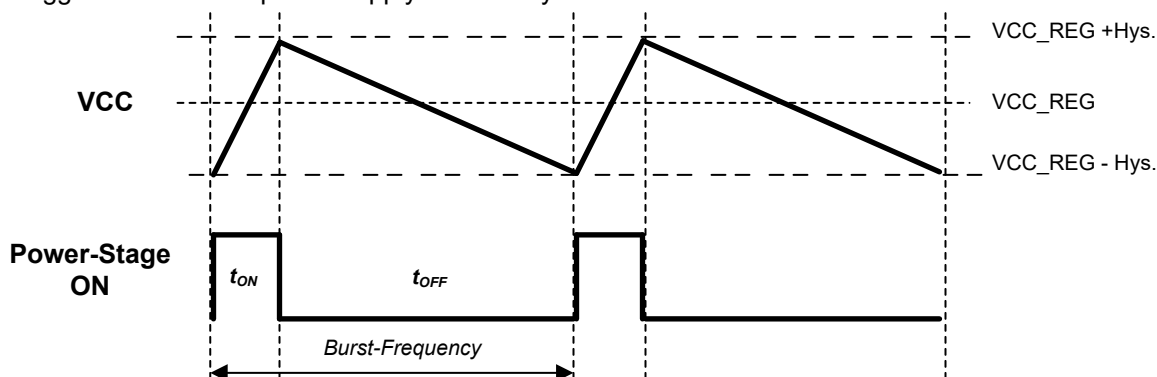 VCC_REG +Hys.
VCC
VCC_REG
VCC_REG - Hys.
Power-Stage
ON
tON
tOFF
Burst-Frequency